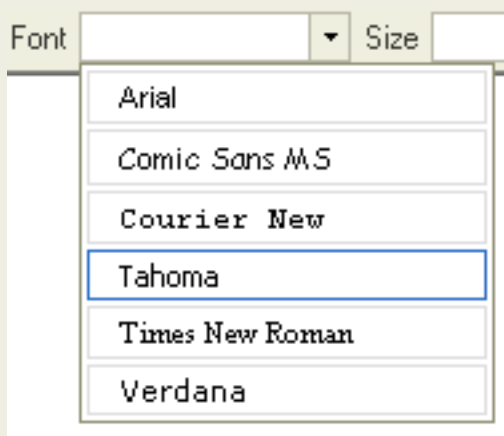 Font Size
Arial
Comic Sans MS
Courier New
Tahoma
Times New Roman
Verdana